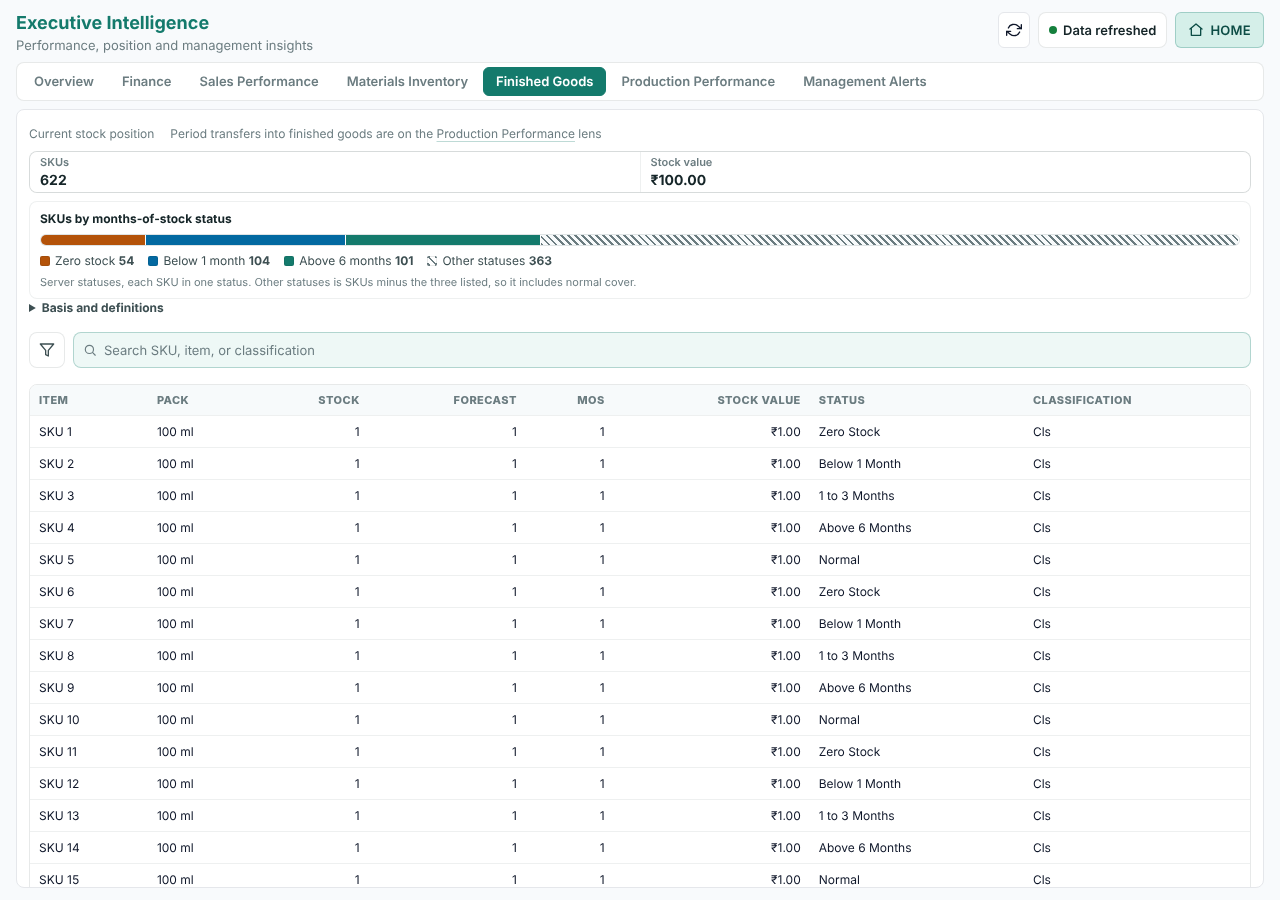 Executive Intelligence
Performance, position and management insights
Data refreshed
HOME
Overview Finance Sales Performance Materials Inventory Finished Goods Production Performance Management Alerts
Current stock position Period transfers into finished goods are on the Production Performance lens
SKUs Stock value
622 ₹100.00
SKUs by months-of-stock status
Zero stock 54 Below 1 month 104 Above 6 months 101 Other statuses 363
Server statuses, each SKU in one status. Other statuses is SKUs minus the three listed, so it includes normal cover.
Basis and definitions
Search SKU, item, or classification
ITEM PACK STOCK FORECAST MOS STOCK VALUE STATUS CLASSIFICATION
SKU 1 100 ml 1 1 1 ₹1.00 Zero Stock Cls
SKU 2 100 ml 1 1 1 ₹1.00 Below 1 Month Cls
SKU 3 100 ml 1 1 1 ₹1.00 1 to 3 Months Cls
SKU 4 100 ml 1 1 1 ₹1.00 Above 6 Months Cls
SKU 5 100 ml 1 1 1 ₹1.00 Normal Cls
SKU 6 100 ml 1 1 1 ₹1.00 Zero Stock Cls
SKU 7 100 ml 1 1 1 ₹1.00 Below 1 Month Cls
SKU 8 100 ml 1 1 1 ₹1.00 1 to 3 Months Cls
SKU 9 100 ml 1 1 1 ₹1.00 Above 6 Months Cls
SKU 10 100 ml 1 1 1 ₹1.00 Normal Cls
SKU 11 100 ml 1 1 1 ₹1.00 Zero Stock Cls
SKU 12 100 ml 1 1 1 ₹1.00 Below 1 Month Cls
SKU 13 100 ml 1 1 1 ₹1.00 1 to 3 Months Cls
SKU 14 100 ml 1 1 1 ₹1.00 Above 6 Months Cls
SKU 15 100 ml 1 1 1 ₹1.00 Normal Cls